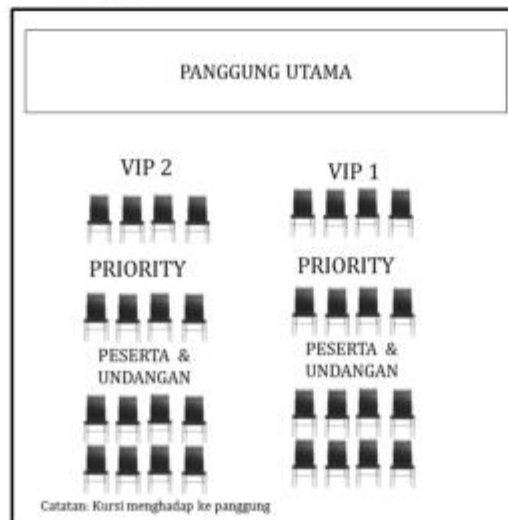 PANGGUNG UTAMA
VIP 2
VIP 1
PRIORITY
PRIORITY
PESERTA &
UNDANGAN
PESERTA &
UNDANGAN
Catatan: Kursi menghadap ke panggung